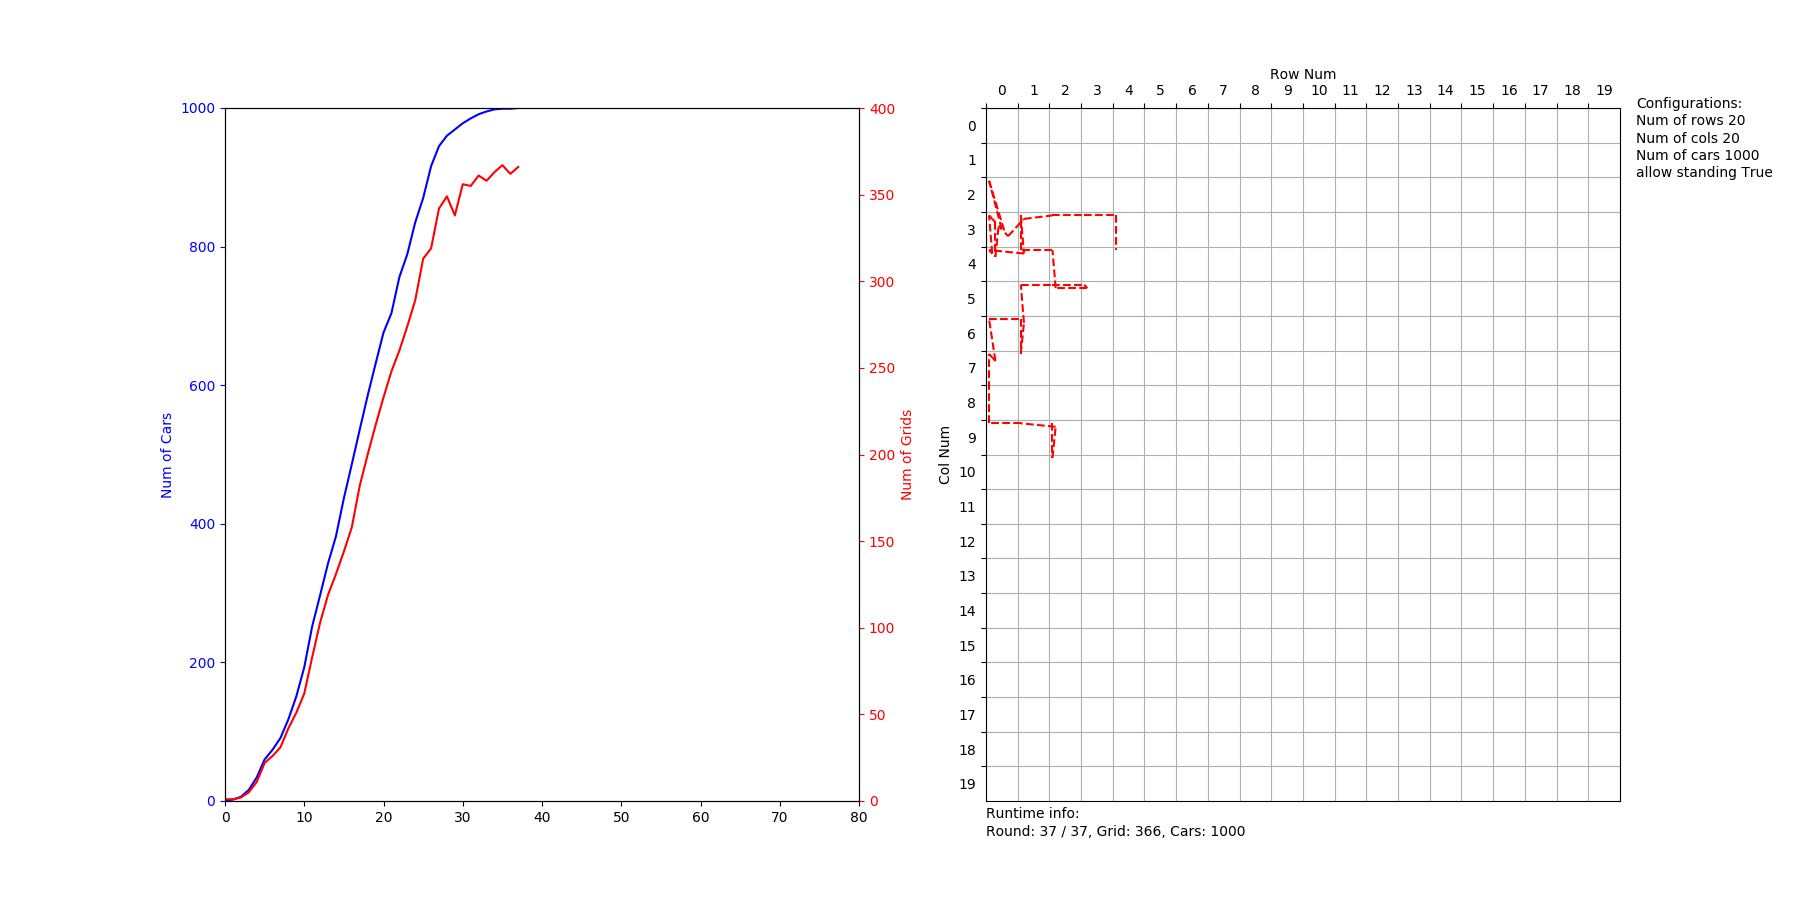 1000
800
600
400
200
0
Num of Cars
0 10 20 30 40 50 60 70 80
400
350
300
250
200
150
100
50
0
Num of Grids
Row Num
0 1 2 3 4 5 6 7 8 9 10 11 12 13 14 15 16 17 18 19
Col Num
0
1
2
3
4
5
6
7
8
9
10
11
12
13
14
15
16
17
18
19
Configurations:
Num of rows 20
Num of cols 20
Num of cars 1000
allow standing True
Runtime info:
Round: 37 / 37, Grid: 366, Cars: 1000